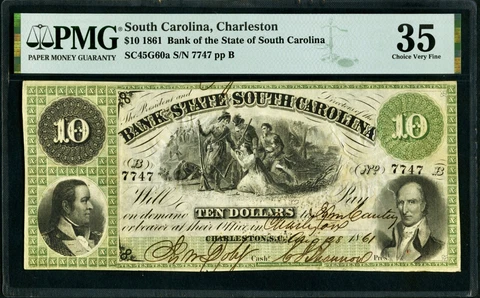 PMG
PAPER MONEY GUARANTY
South Carolina, Charleston
$10 1861 Bank of the State of South Carolina
SC45G60a S/N 7747 pp B
35
Choice Very Fine
The President and Directors of the
BANK OF THE STATE OF SOUTH CAROLINA
10
10
(B)
7747
(No) 7747 B
Will Pay
on demand TEN DOLLARS to
or bearer at their Office in Charleston
CHARLESTON, S.C. 1861
Cash. Pres.